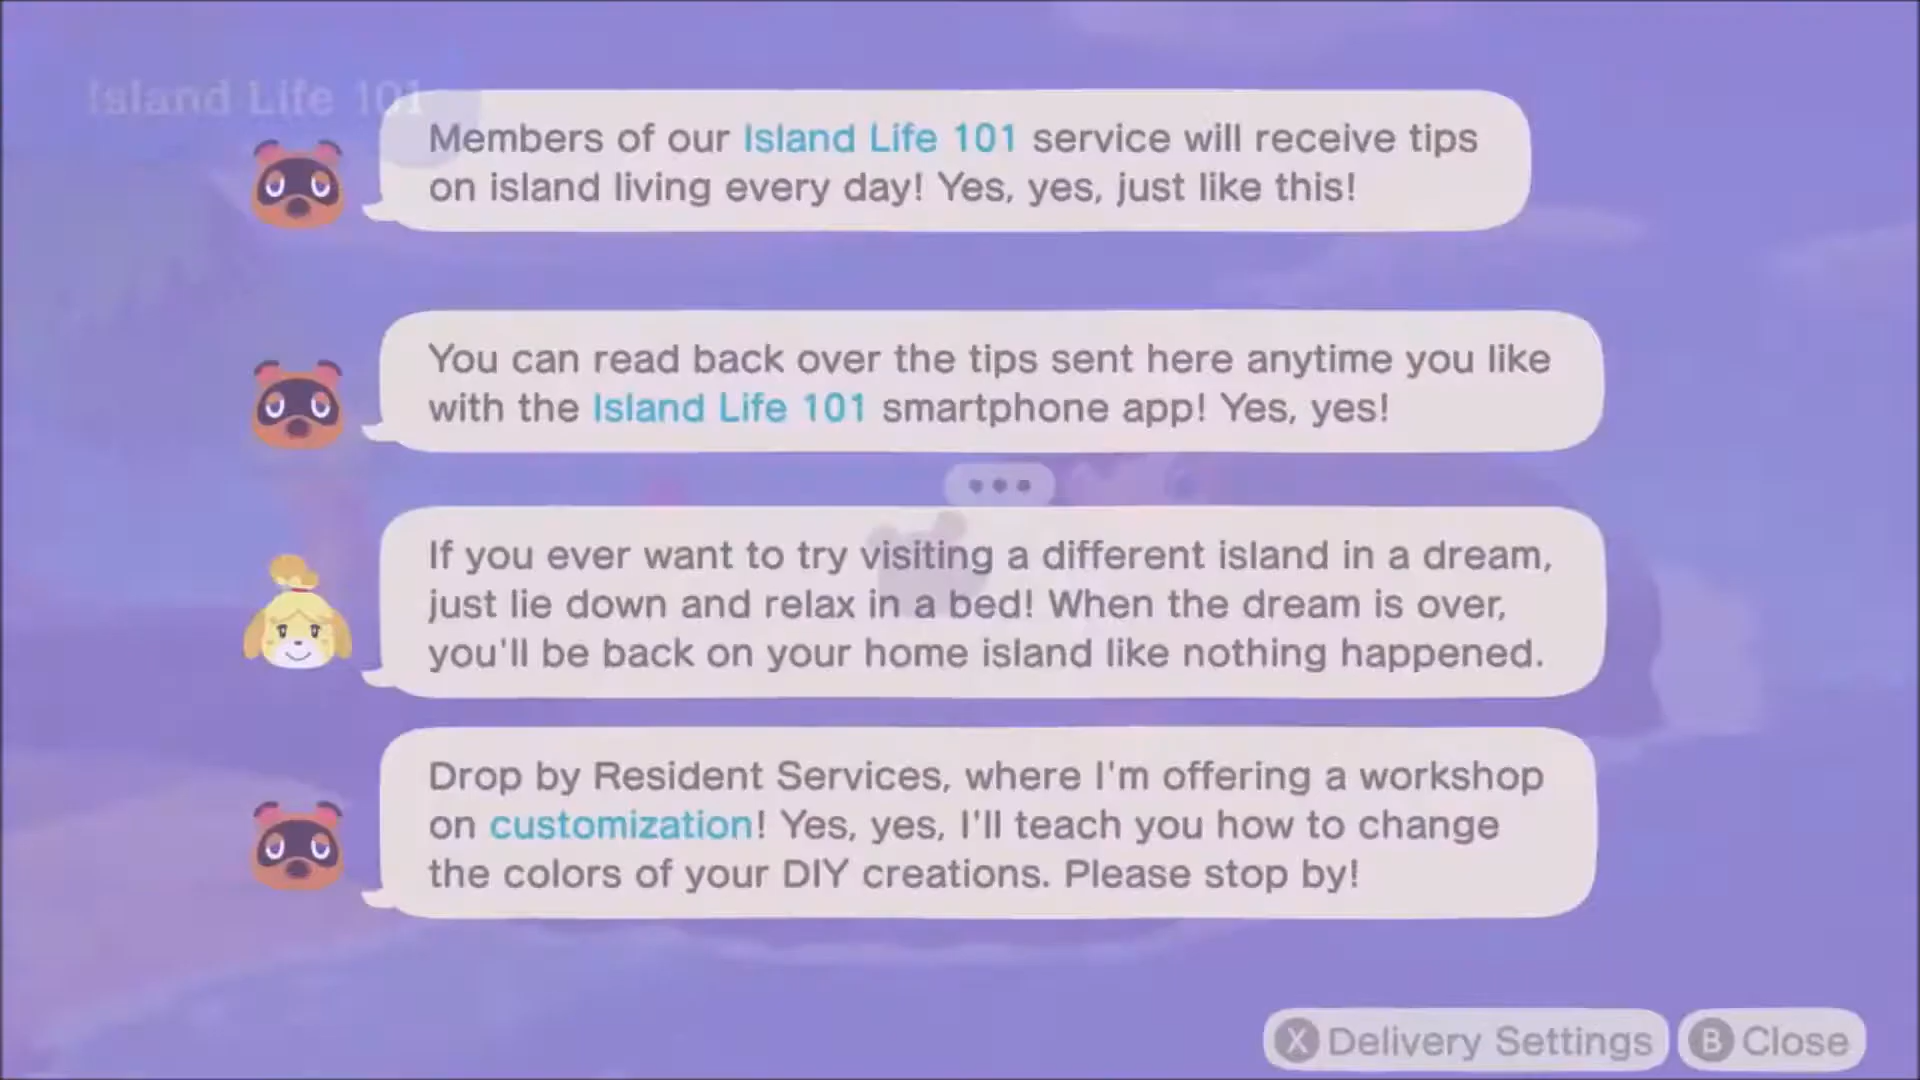 Island Life 101
Members of our Island Life 101 service will receive tips
on island living every day! Yes, yes, just like this!
You can read back over the tips sent here anytime you like
with the Island Life 101 smartphone app! Yes, yes!
If you ever want to try visiting a different island in a dream,
just lie down and relax in a bed! When the dream is over,
you'll be back on your home island like nothing happened.
Drop by Resident Services, where I'm offering a workshop
on customization! Yes, yes, I'll teach you how to change
the colors of your DIY creations. Please stop by!
X Delivery Settings B Close